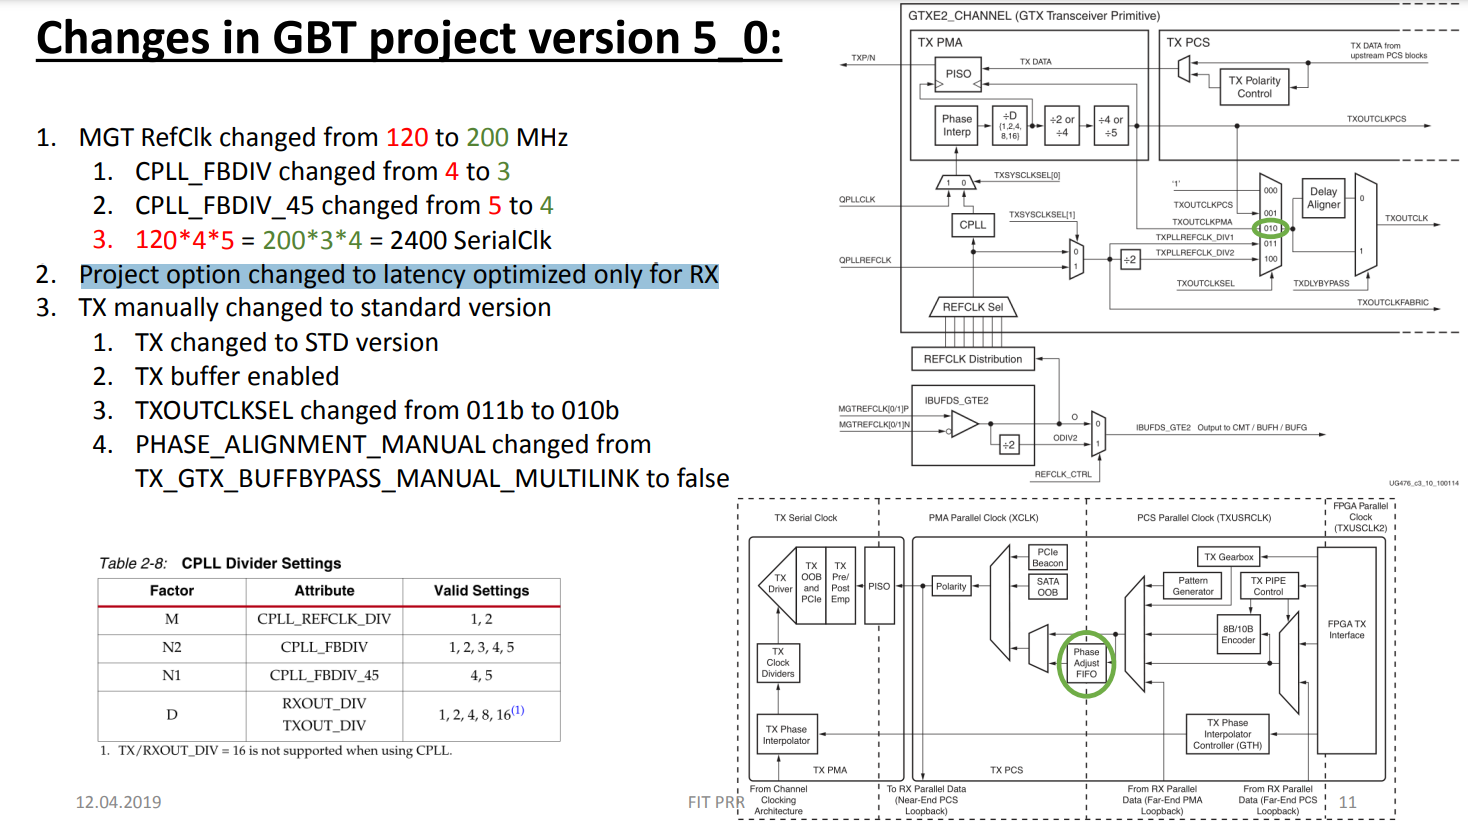 Changes in GBT project version 5_0:
1. MGT RefClk changed from 120 to 200 MHz
1. CPLL_FBDIV changed from 4 to 3
2. CPLL_FBDIV_45 changed from 5 to 4
3. 120*4*5 = 200*3*4 = 2400 SerialClk
2. Project option changed to latency optimized only for RX
3. TX manually changed to standard version
1. TX changed to STD version
2. TX buffer enabled
3. TXOUTCLKSEL changed from 011b to 010b
4. PHASE_ALIGNMENT_MANUAL changed from
TX_GTX_BUFFBYPASS_MANUAL_MULTILINK to false
Table 2-8: CPLL Divider Settings
Factor Attribute Valid Settings
M CPLL_REFCLK_DIV 1, 2
N2 CPLL_FBDIV 1, 2, 3, 4, 5
N1 CPLL_FBDIV_45 4, 5
D RXOUT_DIV
TXOUT_DIV 1, 2, 4, 8, 16(1)
1. TX/RXOUT_DIV = 16 is not supported when using CPLL.
GTXE2_CHANNEL (GTX Transceiver Primitive)
TX PMA
TX PCS
TX DATA from
upstream PCS blocks
TXP/N
TX DATA
PISO
TX Polarity
Control
Phase
Interp
÷D
(1,2,4,
8,16)
÷2 or
÷4
÷4 or
÷5
TXOUTCLKPCS
1 0
TXSYSCLKSEL[0]
QPLLCLK
CPLL
TXSYSCLKSEL[1]
QPLLREFCLK
0
1
÷2
'1'
TXOUTCLKPCS
TXOUTCLKPMA
TXPLLREFCLK_DIV1
TXPLLREFCLK_DIV2
000
001
010
011
100
Delay
Aligner
0
1
TXOUTCLK
TXOUTCLKSEL
TXDLYBYPASS
TXOUTCLKFABRIC
REFCLK Sel
REFCLK Distribution
IBUFDS_GTE2
MGTREFCLK[0/1]P
MGTREFCLK[0/1]N
÷2
O
ODIV2
0
1
IBUFDS_GTE2 Output to CMT / BUFH / BUFG
REFCLK_CTRL
UG476_c3_10_100114
TX Serial Clock
PMA Parallel Clock (XCLK)
PCS Parallel Clock (TXUSRCLK)
FPGA Parallel
Clock
(TXUSCLK2)
TX
Driver
TX
OOB
and
PCIe
TX
Pre/
Post
Emp
PISO
Polarity
PCIe
Beacon
SATA
OOB
TX Gearbox
Pattern
Generator
TX PIPE
Control
8B/10B
Encoder
FPGA TX
Interface
Phase
Adjust
FIFO
TX
Clock
Dividers
TX Phase
Interpolator
TX Phase
Interpolator
Controller (GTH)
TX PMA
TX PCS
From Channel
Clocking
Architecture
To RX Parallel Data
(Near-End PCS
Loopback)
From RX Parallel
Data (Far-End PMA
Loopback)
From RX Parallel
Data (Far-End PCS
Loopback)
12.04.2019
FIT PRR
11